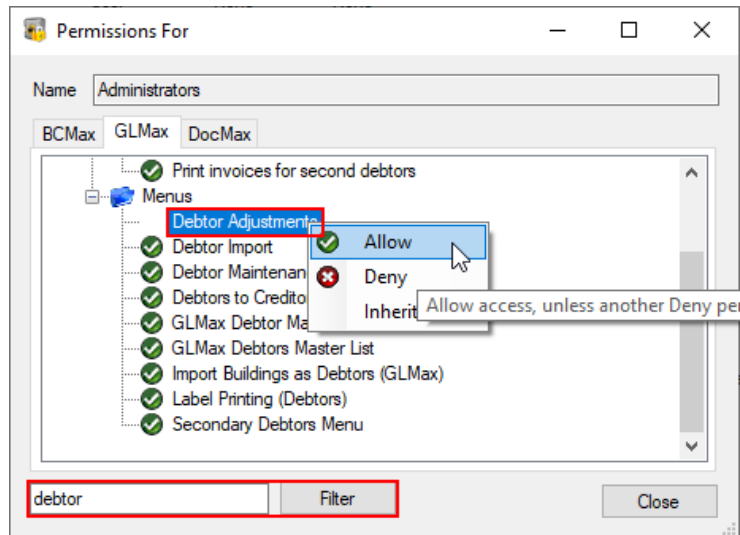 Permissions For
Name Administrators
BCMax GLMax DocMax
Print invoices for second debtors
Menus
Debtor Adjustments
Allow
Debtor Import
Debtor Maintenan
Deny
Debtors to Credito
Inherit
Allow access, unless another Deny per
GLMax Debtor Ma
GLMax Debtors Master List
Import Buildings as Debtors (GLMax)
Label Printing (Debtors)
Secondary Debtors Menu
debtor Filter Close